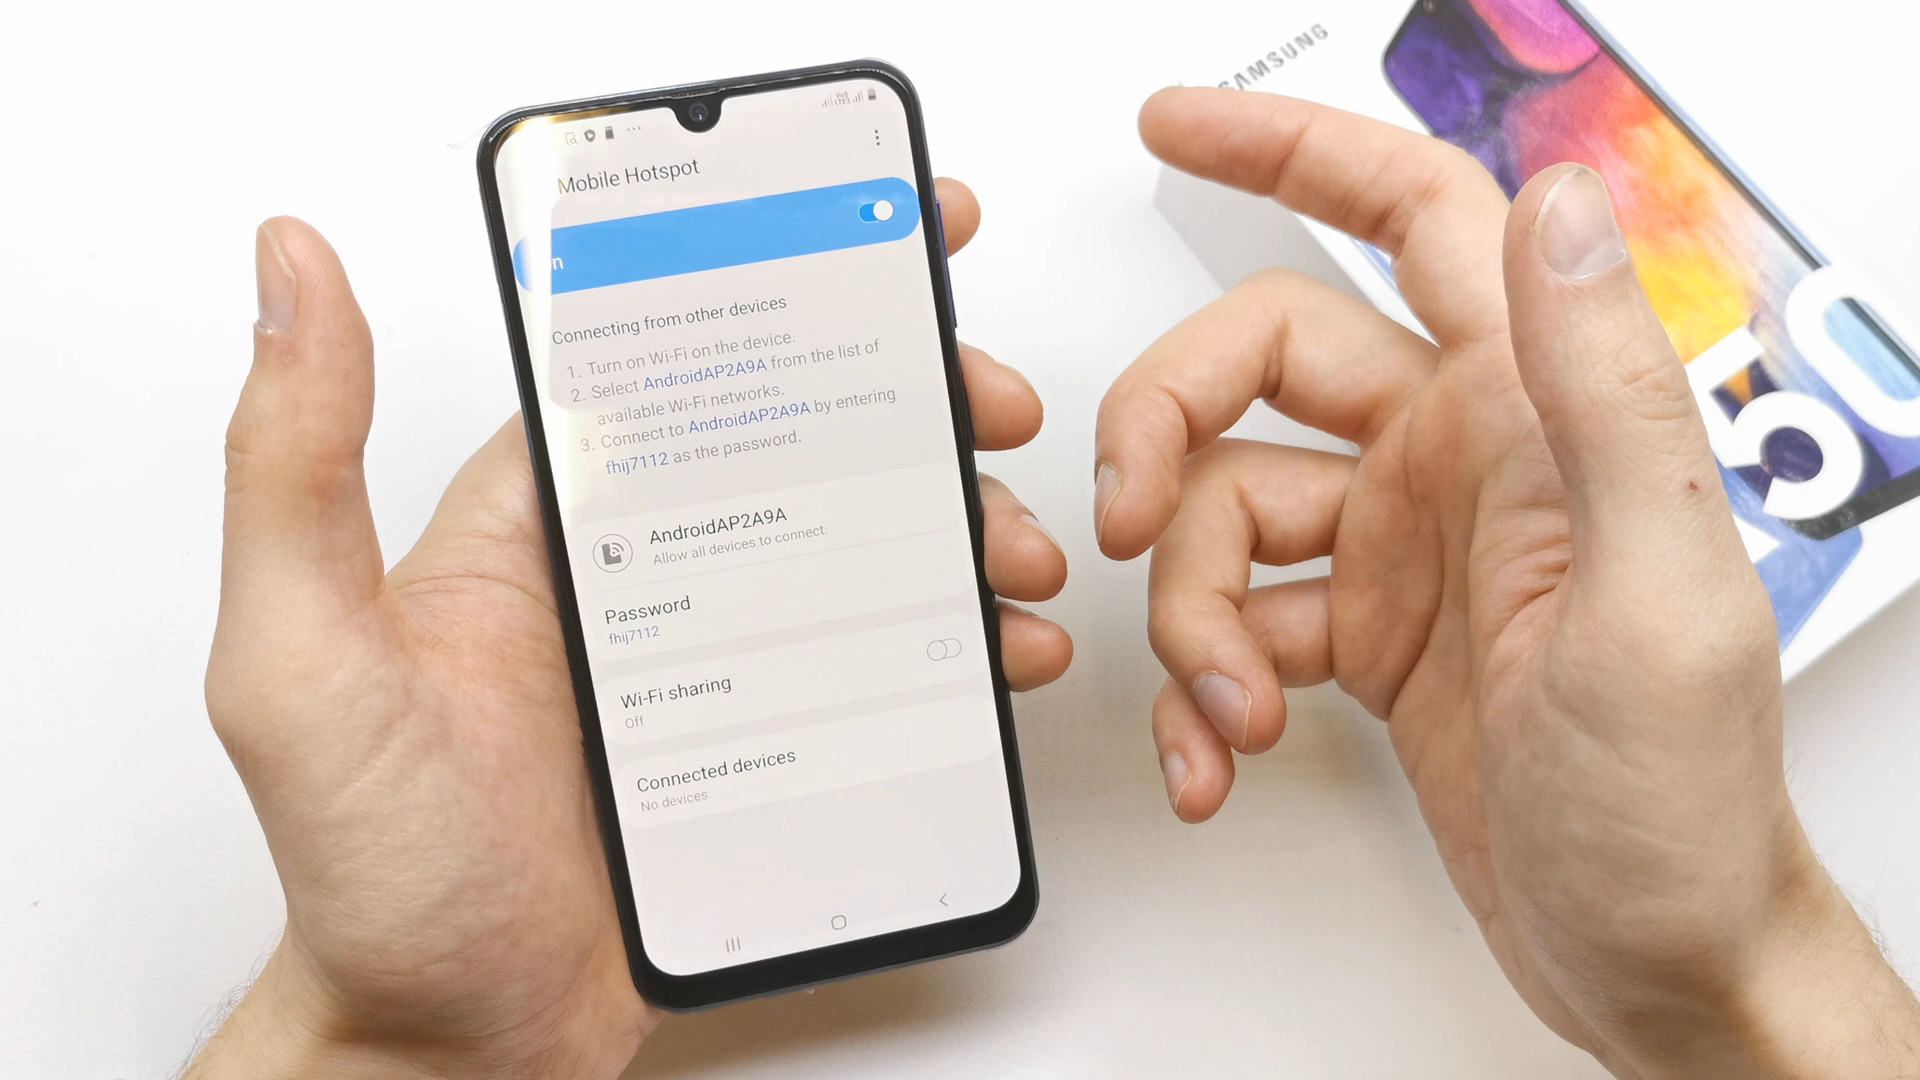 SAMSUNG
Mobile Hotspot
Connecting from other devices
1. Turn on Wi-Fi on the device.
2. Select AndroidAP2A9A from the list of
available Wi-Fi networks.
3. Connect to AndroidAP2A9A by entering
fhij7112 as the password.
AndroidAP2A9A
Allow all devices to connect.
Password
fhij7112
Wi-Fi sharing
Off
Connected devices
No devices
A50